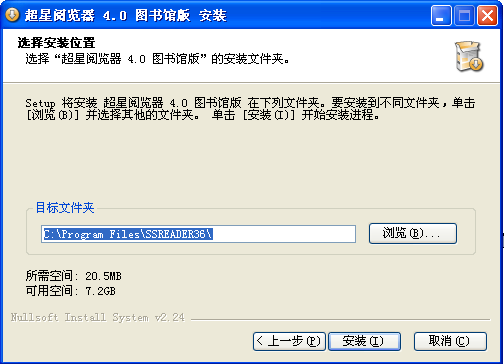 超星阅览器 4.0 图书馆版 安装
选择安装位置
选择“超星阅览器 4.0 图书馆版”的安装文件夹。
Setup 将安装 超星阅览器 4.0 图书馆版 在下列文件夹。要安装到不同文件夹，单击
[浏览(B)] 并选择其他的文件夹。 单击 [安装(I)] 开始安装进程。
目标文件夹
C:\Program Files\SSREADER36\
浏览(B)...
所需空间: 20.5MB
可用空间: 7.2GB
Nullsoft Install System v2.24
< 上一步(P)
安装(I)
取消(C)